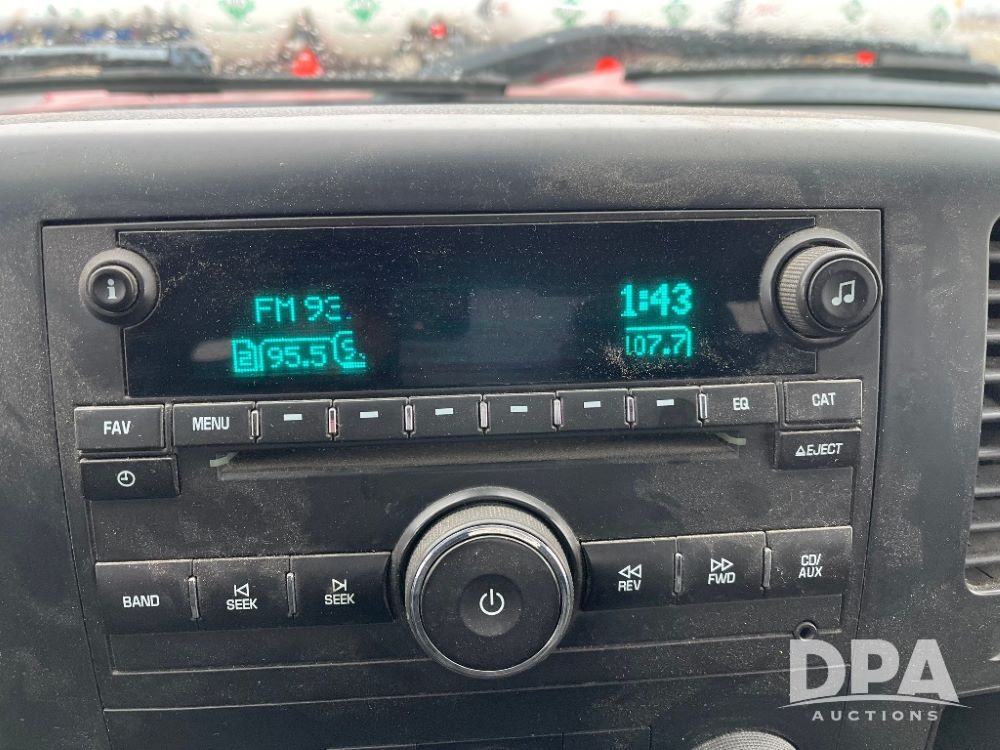 i
FM 93.
1:43
2 95.5
107.7
FAV
MENU
EQ
CAT
EJECT
BAND
SEEK
SEEK
REV
FWD
CD/
AUX
DPA
AUCTIONS